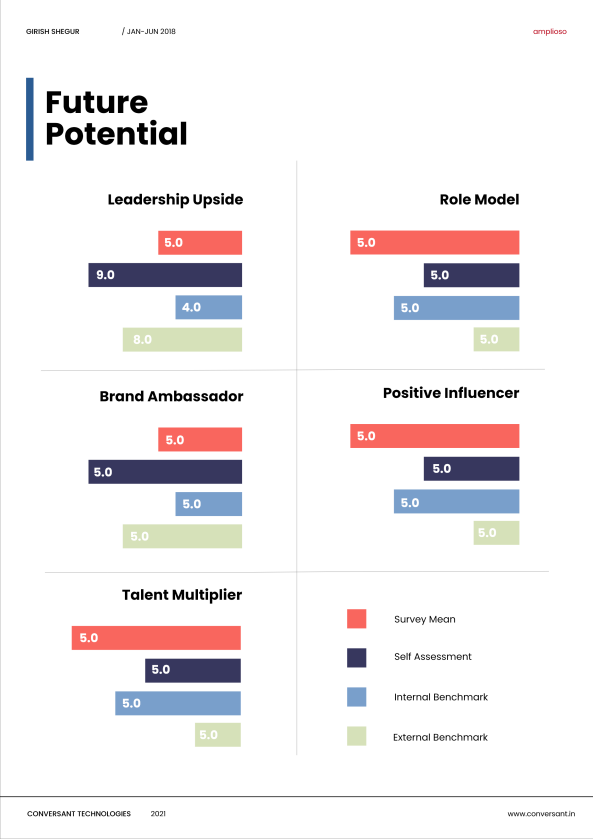 GIRISH SHEGUR / JAN-JUN 2018 amplioso
Future
Potential
Leadership Upside
5.0
9.0
4.0
8.0
Role Model
5.0
5.0
5.0
5.0
Brand Ambassador
5.0
5.0
5.0
5.0
Positive Influencer
5.0
5.0
5.0
5.0
Talent Multiplier
5.0
5.0
5.0
5.0
Survey Mean
Self Assessment
Internal Benchmark
External Benchmark
CONVERSANT TECHNOLOGIES 2021 www.conversant.in